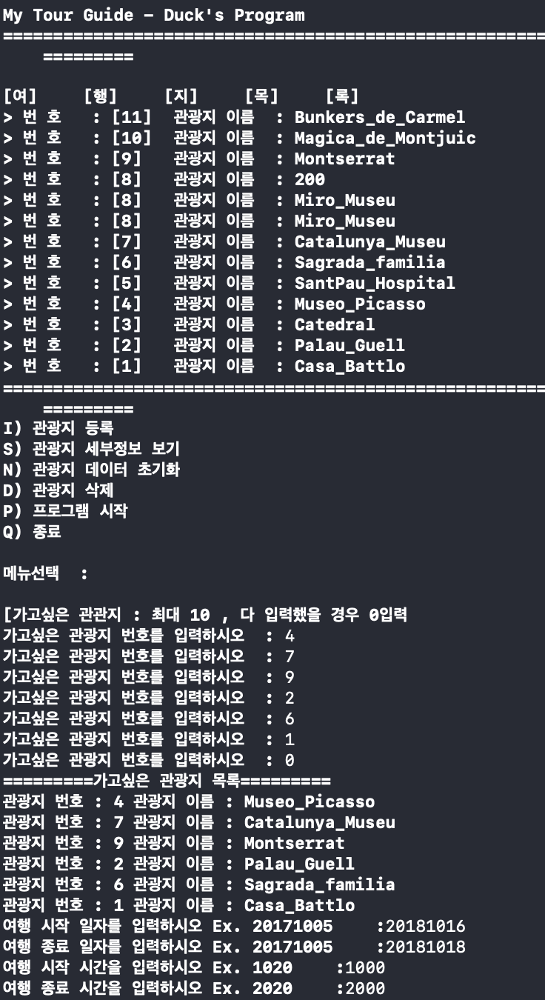 My Tour Guide - Duck's Program
======================================================
=========
[여] [행] [지] [목] [록]
> 번 호 : [11] 관광지 이름 : Bunkers_de_Carmel
> 번 호 : [10] 관광지 이름 : Magica_de_Montjuic
> 번 호 : [9] 관광지 이름 : Montserrat
> 번 호 : [8] 관광지 이름 : 200
> 번 호 : [8] 관광지 이름 : Miro_Museu
> 번 호 : [8] 관광지 이름 : Miro_Museu
> 번 호 : [7] 관광지 이름 : Catalunya_Museu
> 번 호 : [6] 관광지 이름 : Sagrada_familia
> 번 호 : [5] 관광지 이름 : SantPau_Hospital
> 번 호 : [4] 관광지 이름 : Museo_Picasso
> 번 호 : [3] 관광지 이름 : Catedral
> 번 호 : [2] 관광지 이름 : Palau_Guell
> 번 호 : [1] 관광지 이름 : Casa_Battlo
======================================================
=========
I) 관광지 등록
S) 관광지 세부정보 보기
N) 관광지 데이터 초기화
D) 관광지 삭제
P) 프로그램 시작
Q) 종료
메뉴선택 :
[가고싶은 관관지 : 최대 10 , 다 입력했을 경우 0입력
가고싶은 관광지 번호를 입력하시오 : 4
가고싶은 관광지 번호를 입력하시오 : 7
가고싶은 관광지 번호를 입력하시오 : 9
가고싶은 관광지 번호를 입력하시오 : 2
가고싶은 관광지 번호를 입력하시오 : 6
가고싶은 관광지 번호를 입력하시오 : 1
가고싶은 관광지 번호를 입력하시오 : 0
=========가고싶은 관광지 목록=========
관광지 번호 : 4 관광지 이름 : Museo_Picasso
관광지 번호 : 7 관광지 이름 : Catalunya_Museu
관광지 번호 : 9 관광지 이름 : Montserrat
관광지 번호 : 2 관광지 이름 : Palau_Guell
관광지 번호 : 6 관광지 이름 : Sagrada_familia
관광지 번호 : 1 관광지 이름 : Casa_Battlo
여행 시작 일자를 입력하시오 Ex. 20171005 :20181016
여행 종료 일자를 입력하시오 Ex. 20171005 :20181018
여행 시작 시간을 입력하시오 Ex. 1020 :1000
여행 종료 시간을 입력하시오 Ex. 2020 :2000